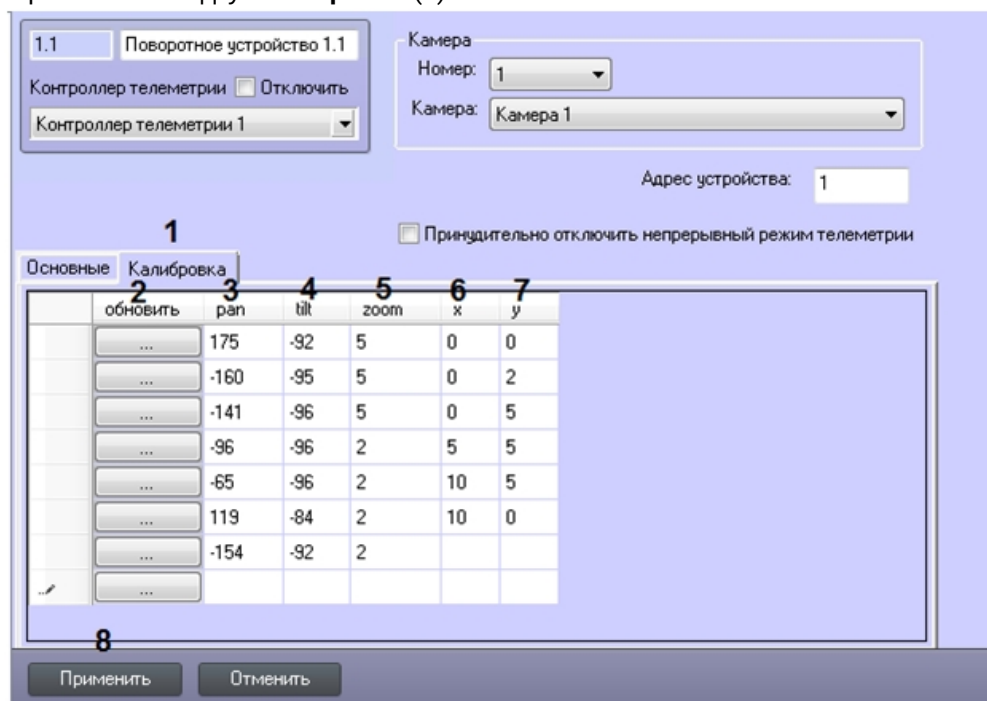 1.1 Поворотное устройство 1.1
Контроллер телеметрии Отключить
Контроллер телеметрии 1
Камера
Номер: 1
Камера: Камера 1
Адрес устройства: 1
Принудительно отключить непрерывный режим телеметрии
1
Основные Калибровка
2 3 4 5 6 7
обновить pan tilt zoom x y
... 175 -92 5 0 0
... -160 -95 5 0 2
... -141 -96 5 0 5
... -96 -96 2 5 5
... -65 -96 2 10 5
... 119 -84 2 10 0
... -154 -92 2
...
8
Применить Отменить